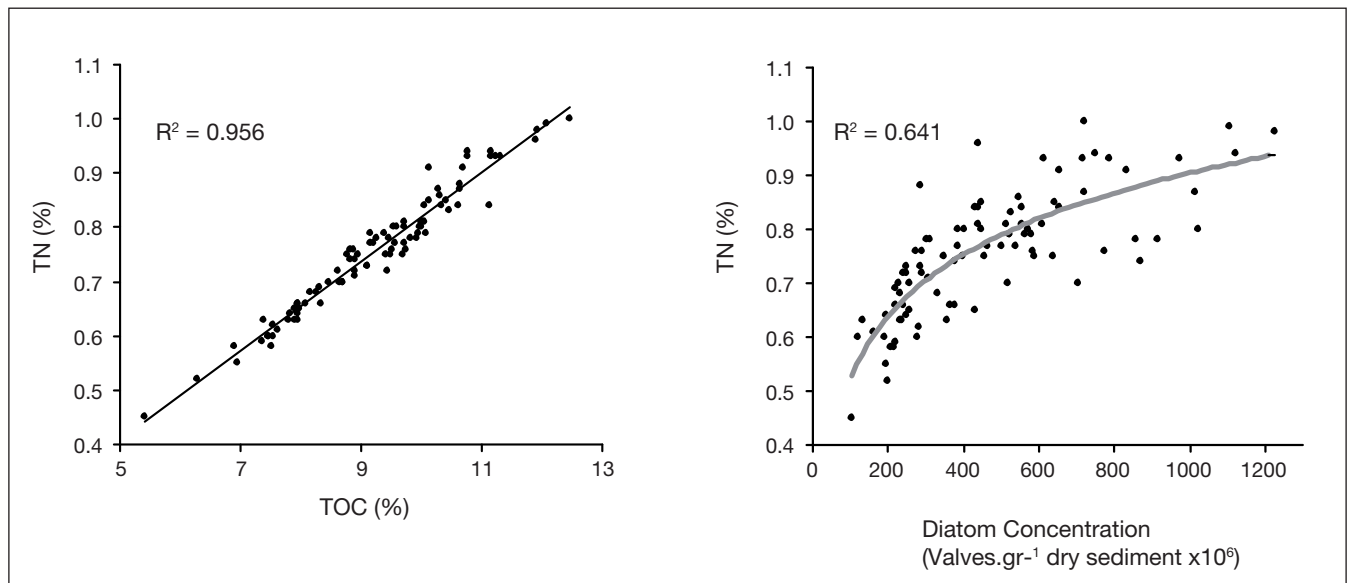 1.1
1.0
0.9
0.8
0.7
0.6
0.5
0.4
TN (%)
R² = 0.956
5 7 9 11 13
TOC (%)
1.1
1.0
0.9
0.8
0.7
0.6
0.5
0.4
TN (%)
R² = 0.641
0 200 400 600 800 1000 1200
Diatom Concentration
(Valves.gr-¹ dry sediment x10⁶)